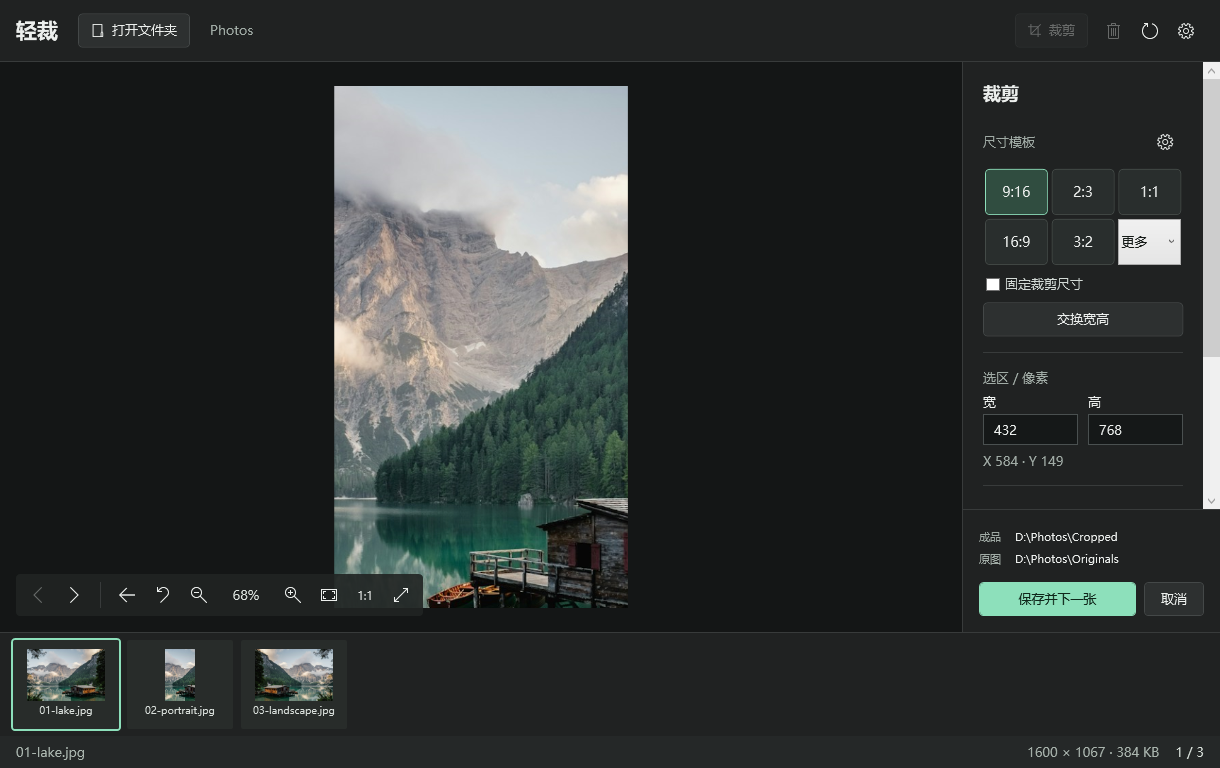 轻裁 打开文件夹 Photos 裁剪
裁剪
尺寸模板
9:16 2:3 1:1
16:9 3:2 更多
固定裁剪尺寸
交换宽高
选区 / 像素
宽 高
432 768
X 584 · Y 149
成品 D:\Photos\Cropped
原图 D:\Photos\Originals
保存并下一张 取消
68% 1:1
01-lake.jpg 02-portrait.jpg 03-landscape.jpg
01-lake.jpg 1600 × 1067 · 384 KB 1 / 3